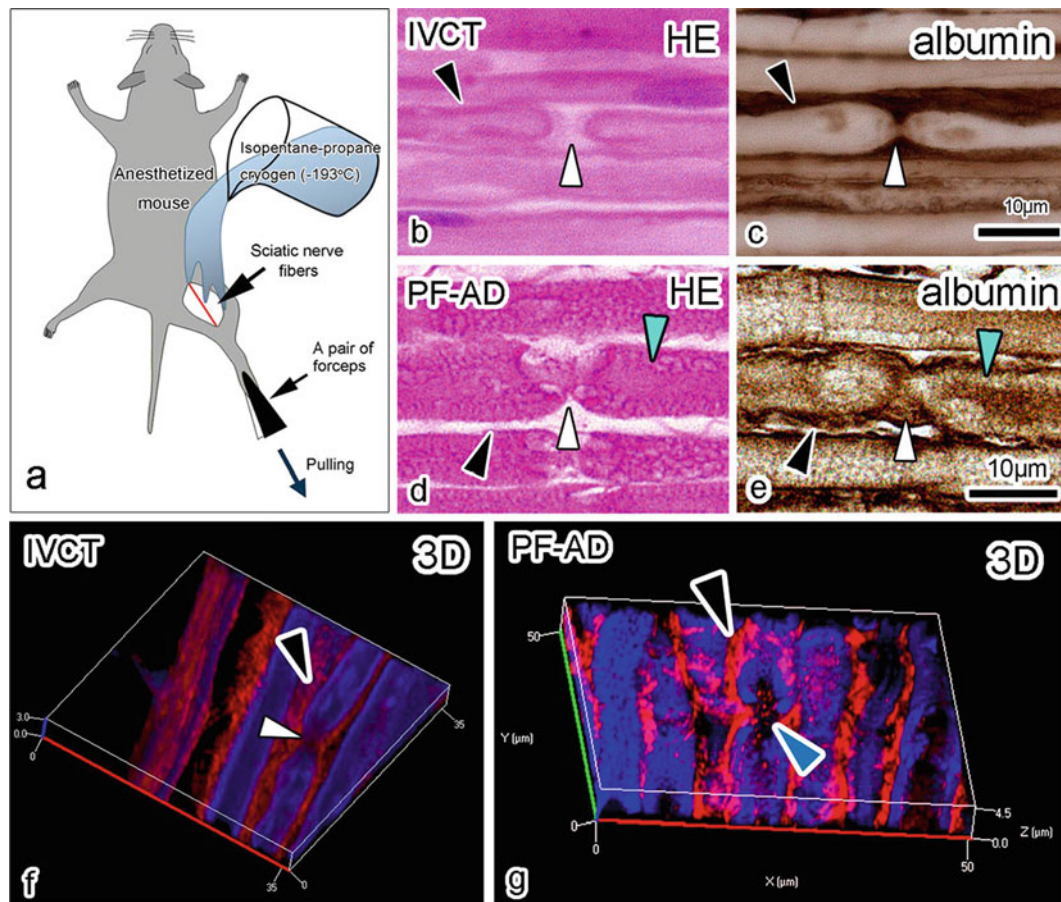 Isopentane-propane
cryogen (-193°C)
Anesthetized
mouse
Sciatic nerve
fibers
A pair of
forceps
Pulling
a
IVCT
HE
b
albumin
10μm
c
PF-AD
HE
d
albumin
10μm
e
IVCT
3D
3.0
0.0
0
35
35
0
f
PF-AD
3D
50
Y (μm)
0
0
0
X (μm)
4.5
Z (μm)
0.0
50
g